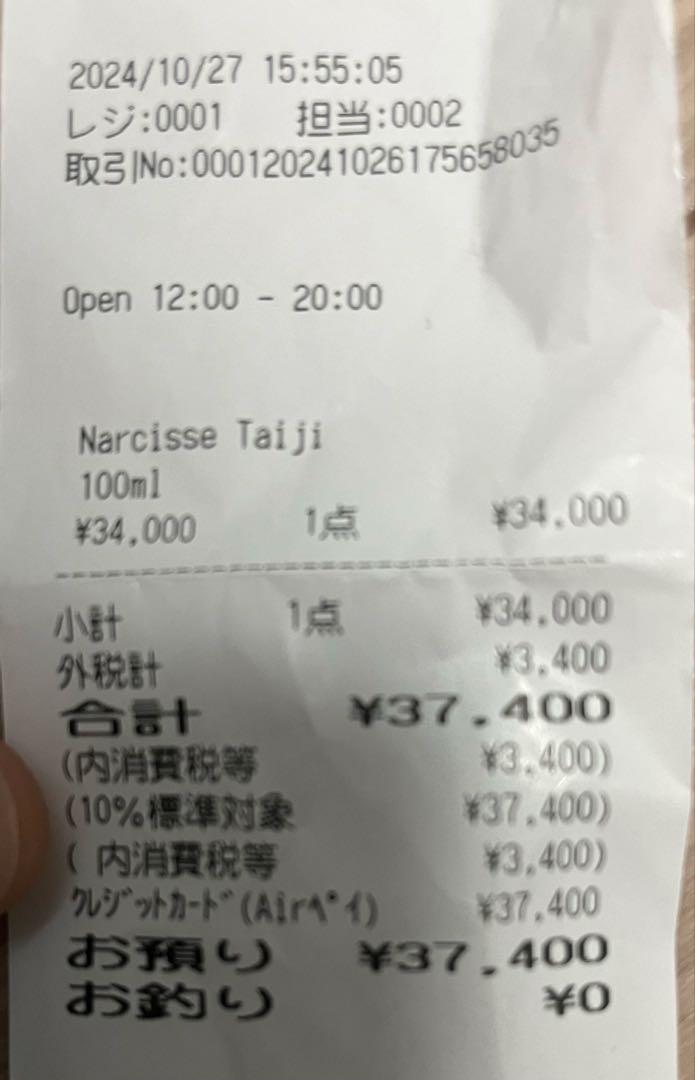 2024/10/27 15:55:05
レジ:0001 担当:0002
取引No:00012024102617565​8035
Open 12:00 - 20:00
Narcisse Taiji
100ml
¥34,000 1点 ¥34,000
小計 1点 ¥34,000
外税計 ¥3,400
合計 ¥37,400
(内消費税等 ¥3,400)
(10%標準対象 ¥37,400)
( 内消費税等 ¥3,400)
ｸﾚｼﾞｯﾄｶｰﾄﾞ(Airﾍﾟｲ) ¥37,400
お預り ¥37,400
お釣り ¥0